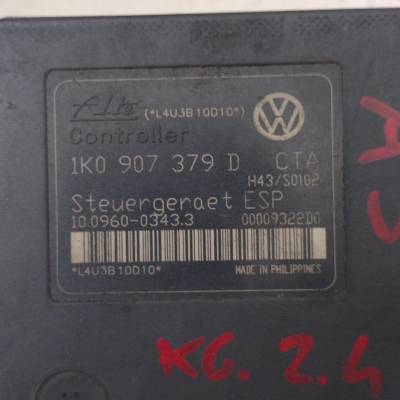 Ate (*L4U3B10D10*)
Controller
1K0 907 379 D CTA
H43/S0102
Steuergeraet ESP
10.0960-0343.3 00009322D0
*L4U3B10D10* MADE IN PHILIPPINES
KG. 2.4